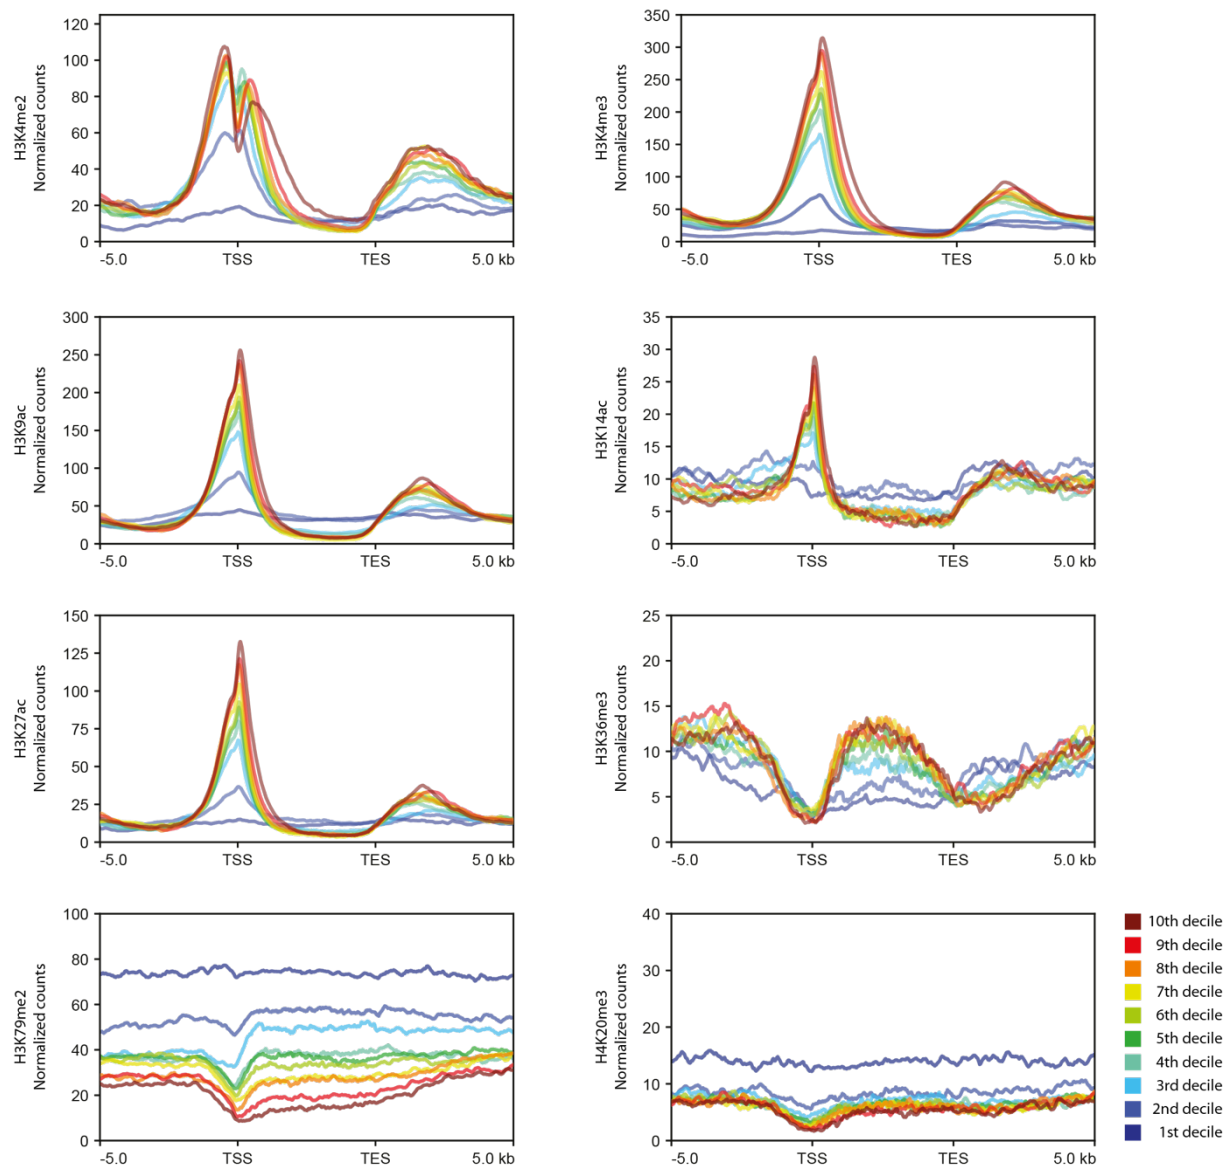 H3K4me2
Normalized counts
120
100
80
60
40
20
0
-5.0 TSS TES 5.0 kb
H3K4me3
Normalized counts
350
300
250
200
150
100
50
0
-5.0 TSS TES 5.0 kb
H3K9ac
Normalized counts
300
250
200
150
100
50
0
-5.0 TSS TES 5.0 kb
H3K14ac
Normalized counts
35
30
25
20
15
10
5
0
-5.0 TSS TES 5.0 kb
H3K27ac
Normalized counts
150
125
100
75
50
25
0
-5.0 TSS TES 5.0 kb
H3K36me3
Normalized counts
25
20
15
10
5
0
-5.0 TSS TES 5.0 kb
H3K79me2
Normalized counts
100
80
60
40
20
0
-5.0 TSS TES 5.0 kb
H4K20me3
Normalized counts
40
30
20
10
0
-5.0 TSS TES 5.0 kb
10th decile
9th decile
8th decile
7th decile
6th decile
5th decile
4th decile
3rd decile
2nd decile
1st decile